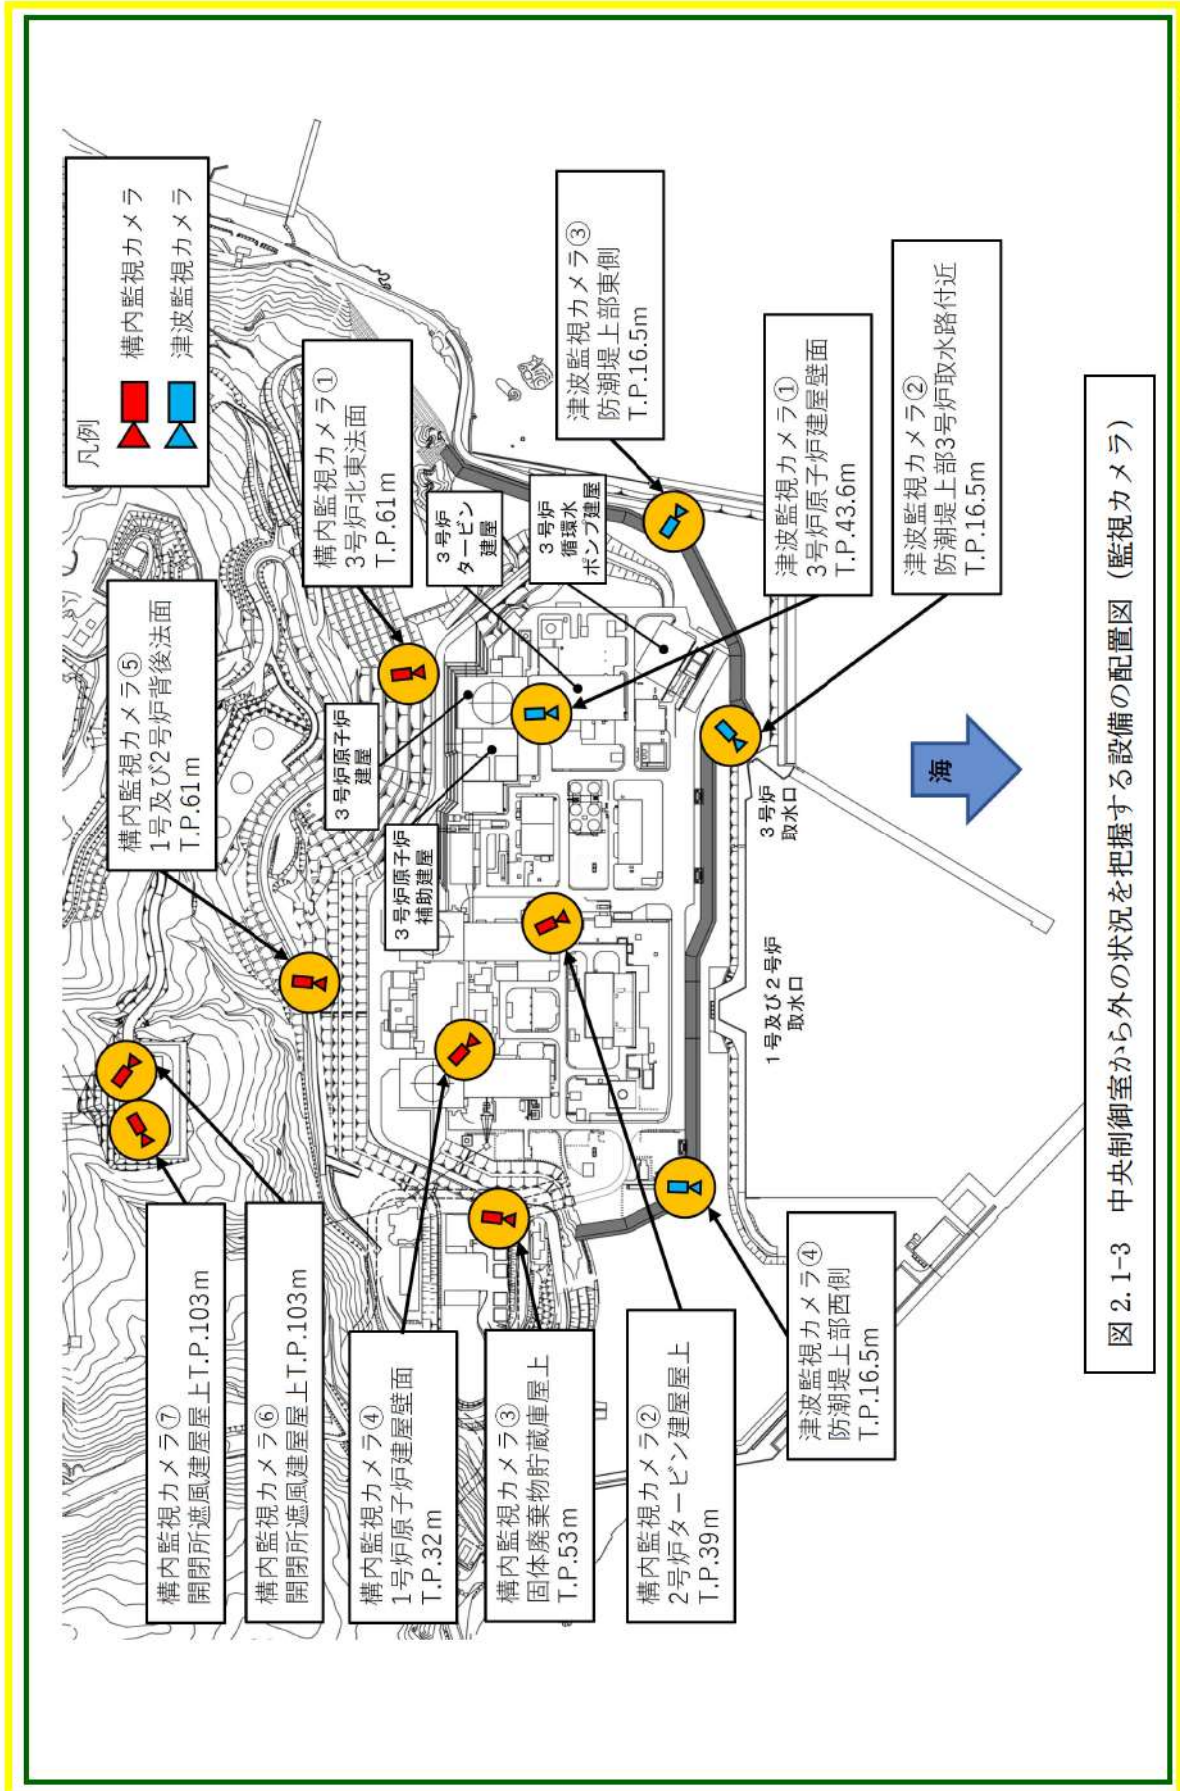 凡例
構内監視カメラ
津波監視カメラ
構内監視カメラ⑦
開閉所遮風建屋屋上T.P.103m
構内監視カメラ⑥
開閉所遮風建屋屋上T.P.103m
構内監視カメラ④
1号炉原子炉建屋壁面
T.P.32m
構内監視カメラ③
固体廃棄物貯蔵庫屋上
T.P.53m
構内監視カメラ②
2号炉タービン建屋屋上
T.P.39m
津波監視カメラ④
防潮堤上部西側
T.P.16.5m
構内監視カメラ⑤
1号及び2号炉背後法面
T.P.61m
構内監視カメラ①
3号炉北東法面
T.P.61m
3号炉原子炉
建屋
3号炉原子炉
補助建屋
3号炉
タービン
建屋
3号炉
循環水
ポンプ建屋
津波監視カメラ③
防潮堤上部東側
T.P.16.5m
津波監視カメラ①
3号炉原子炉建屋壁面
T.P.43.6m
津波監視カメラ②
防潮堤上部3号炉取水路付近
T.P.16.5m
1号及び2号炉
取水口
3号炉
取水口
海
図 2.1-3 中央制御室から外の状況を把握する設備の配置図（監視カメラ）